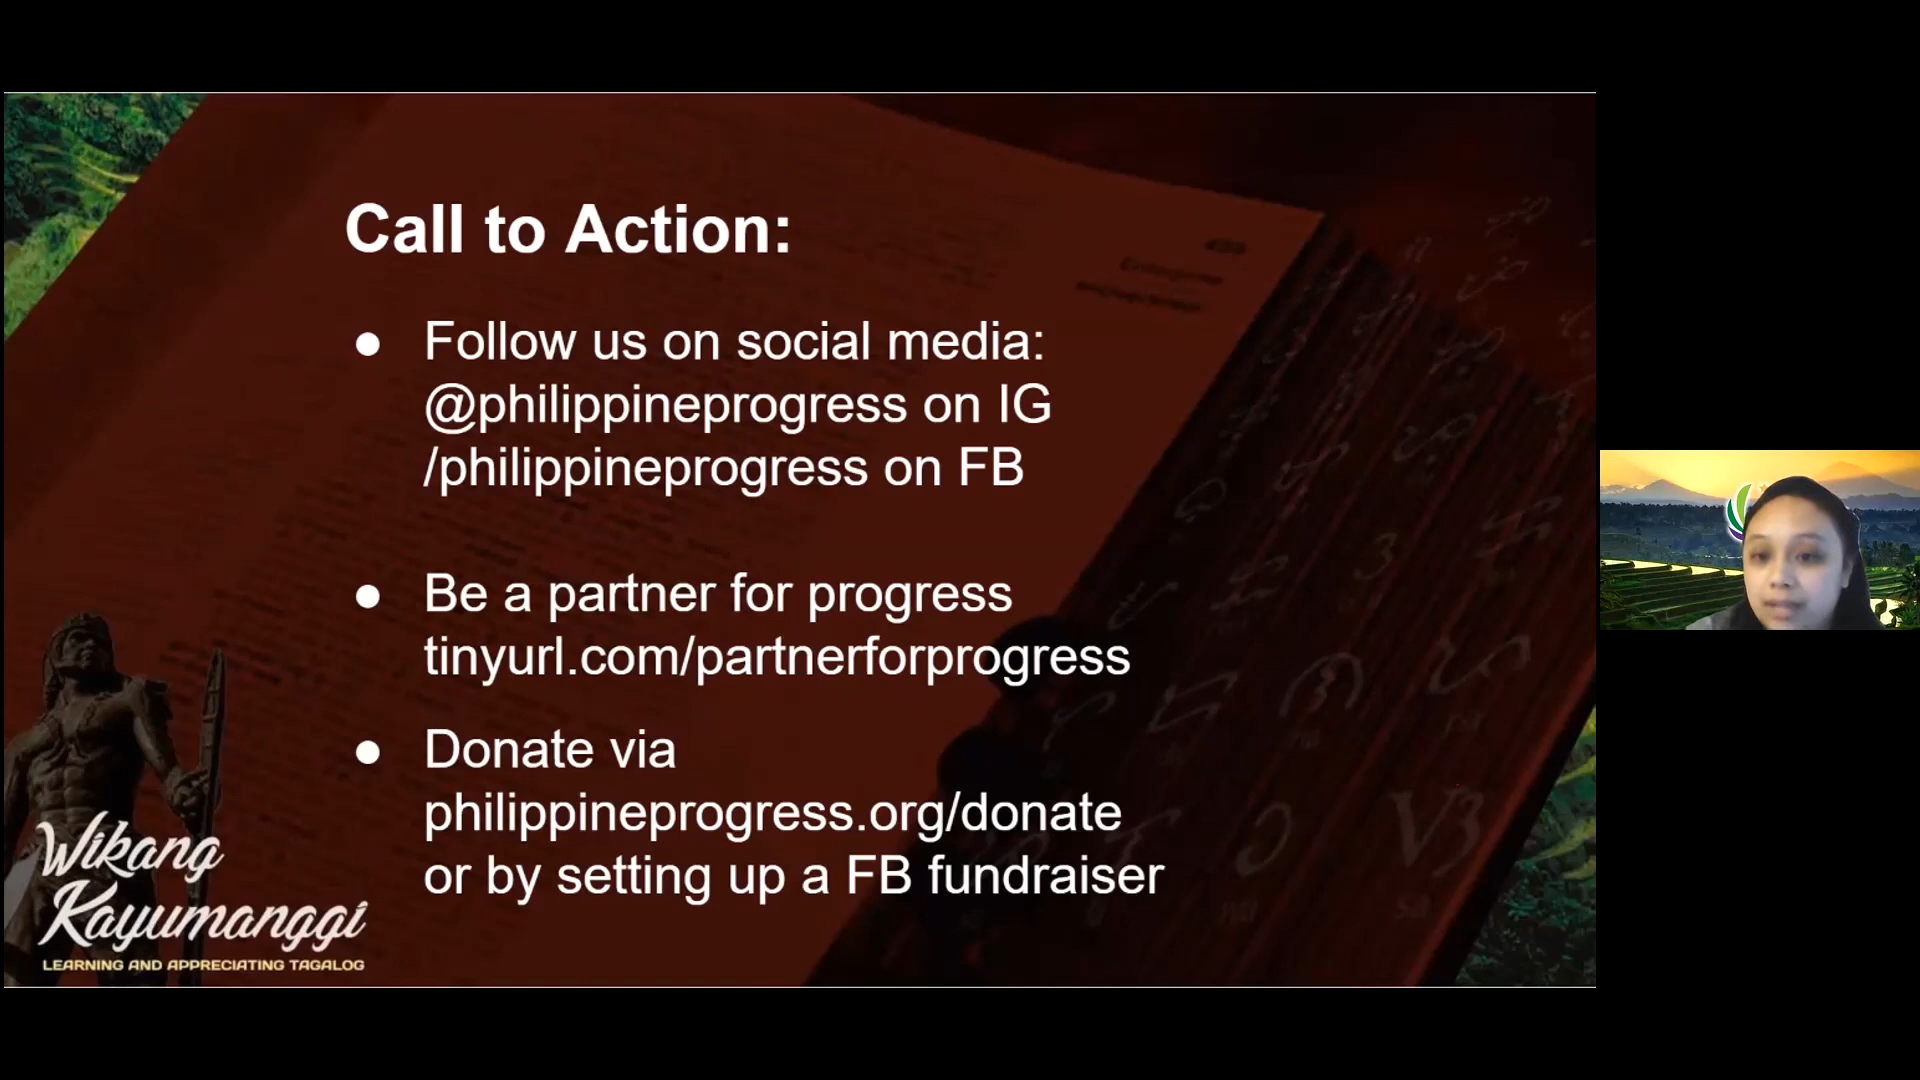 Call to Action:
● Follow us on social media:
@philippineprogress on IG
/philippineprogress on FB
● Be a partner for progress
tinyurl.com/partnerforprogress
● Donate via
philippineprogress.org/donate
or by setting up a FB fundraiser
Wikang
Kayumanggi
LEARNING AND APPRECIATING TAGALOG